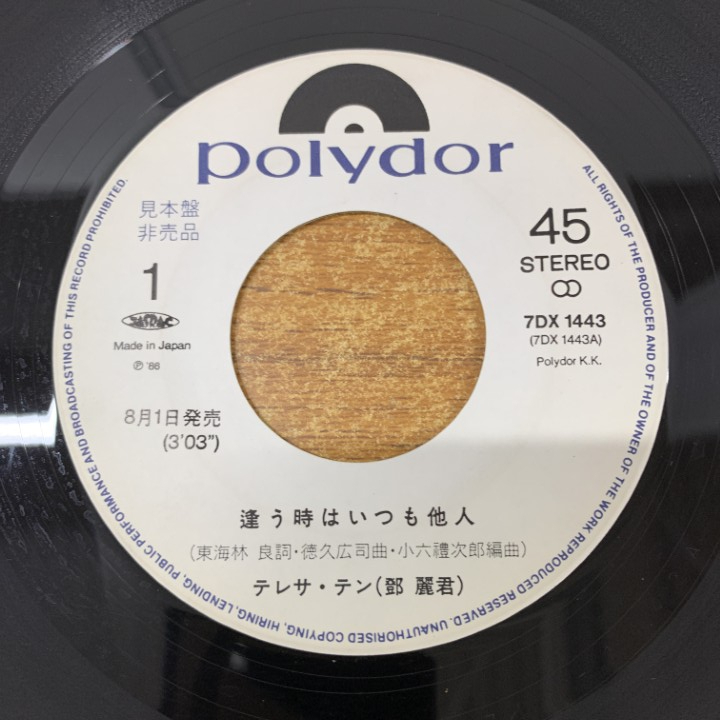 polydor
見本盤
非売品
1
JASRAC
Made in Japan
℗ '86
8月1日発売
(3'03")
45
STEREO
7DX 1443
(7DX 1443A)
Polydor K.K.
逢う時はいつも他人
(東海林 良詞・徳久広司曲・小六禮次郎編曲)
テレサ・テン(鄧 麗君)
ALL RIGHTS OF THE PRODUCER AND OF THE OWNER OF THE WORK REPRODUCED RESERVED. UNAUTHORISED COPYING, HIRING, LENDING, PUBLIC PERFORMANCE AND BROADCASTING OF THIS RECORD PROHIBITED.